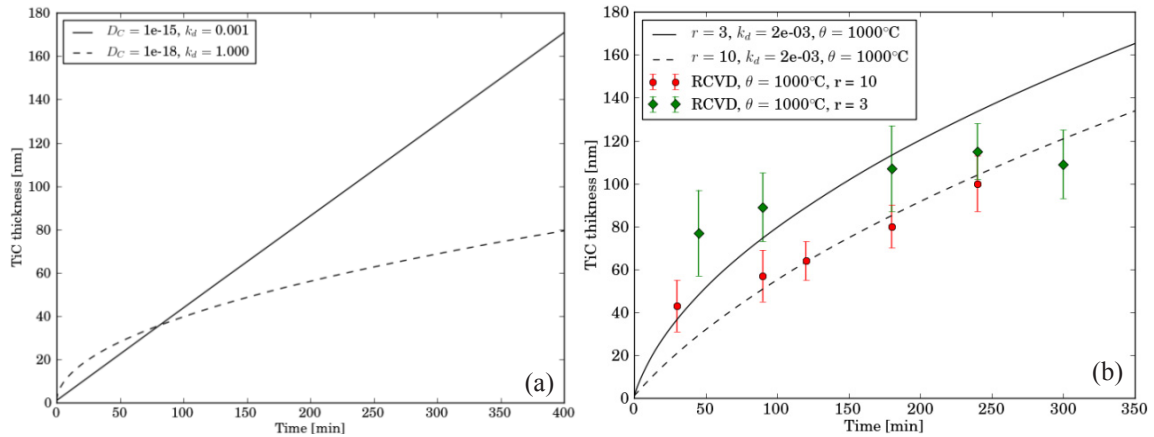 180
160
140
120
100
80
60
40
20
0
TiC thickness [nm]
D_C = 1e-15, k_d = 0.001
D_C = 1e-18, k_d = 1.000
(a)
0 50 100 150 200 250 300 350 400
Time [min]
180
160
140
120
100
80
60
40
20
0
TiC thikness [nm]
r = 3, k_d = 2e-03, θ = 1000°C
r = 10, k_d = 2e-03, θ = 1000°C
RCVD, θ = 1000°C, r = 10
RCVD, θ = 1000°C, r = 3
(b)
0 50 100 150 200 250 300 350
Time [min]